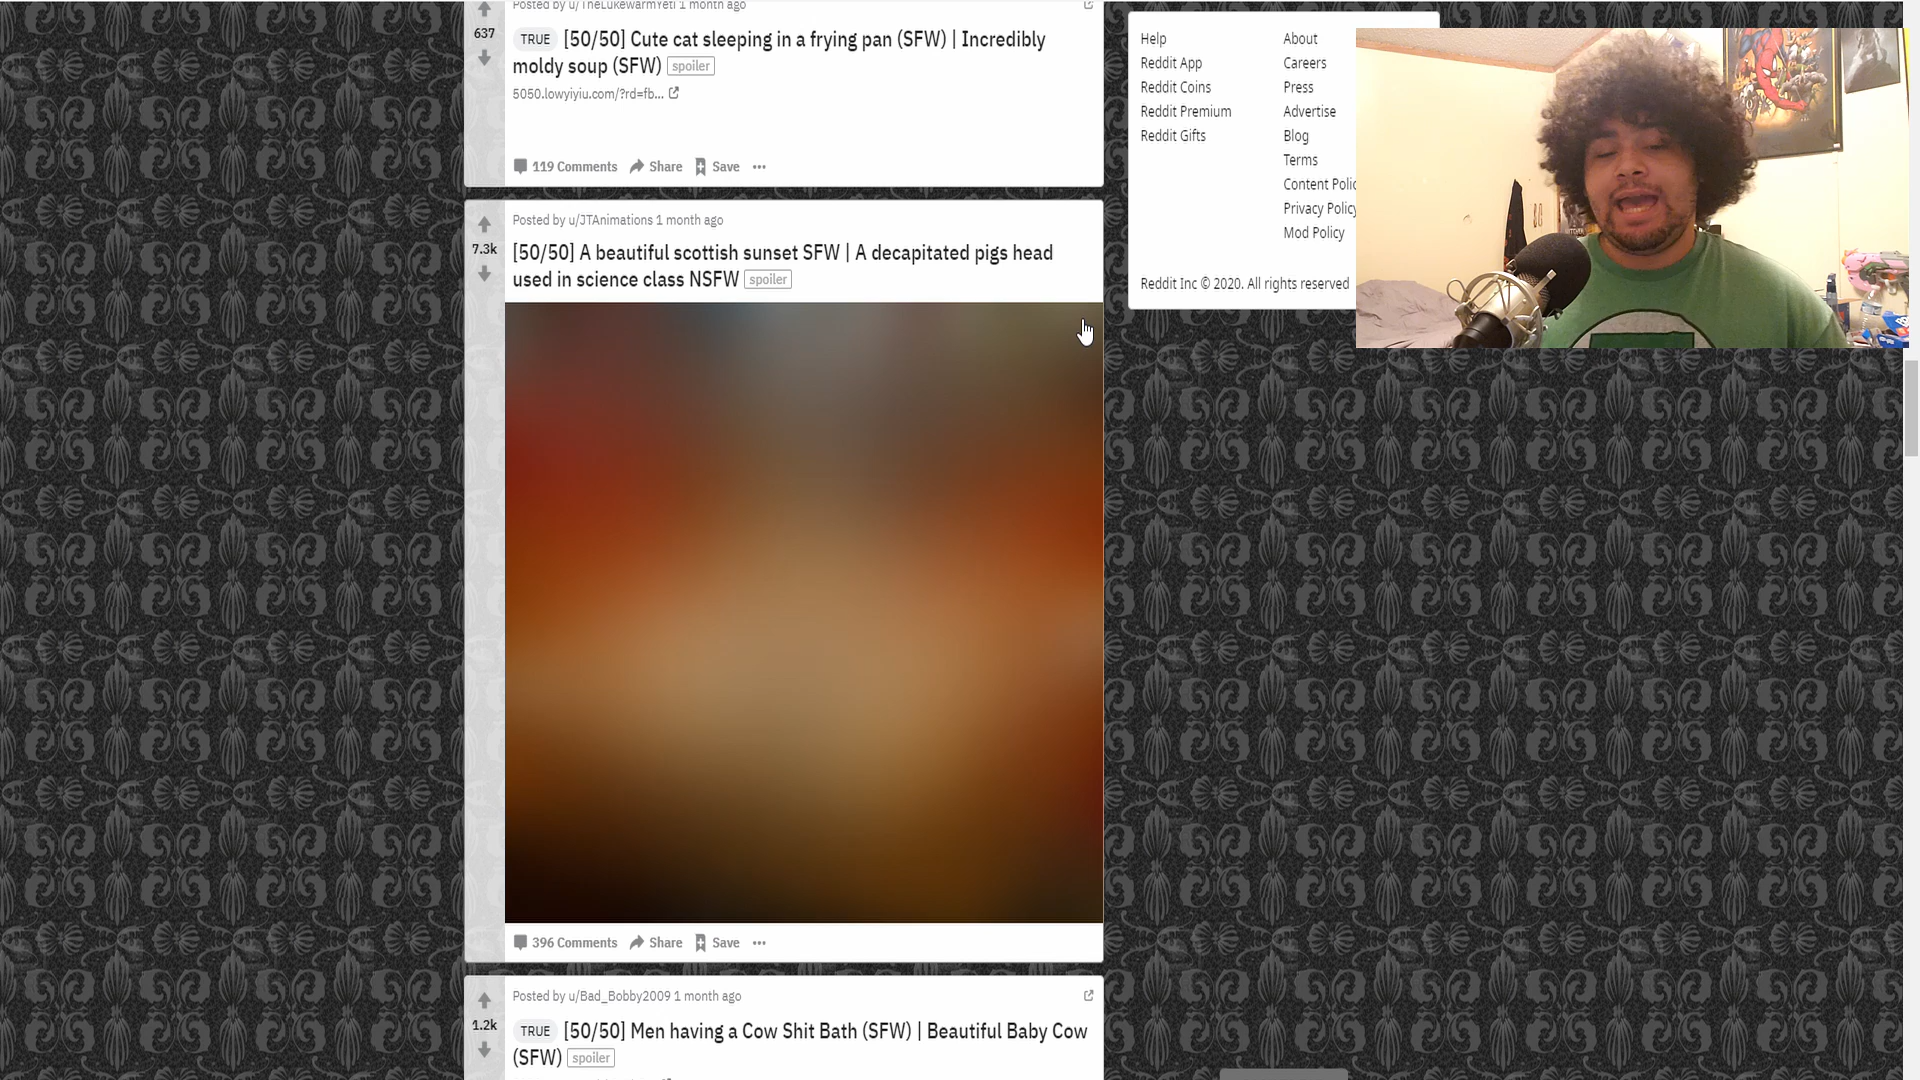 Posted by u/TheLukewarmYeti 1 month ago
637
TRUE [50/50] Cute cat sleeping in a frying pan (SFW) | Incredibly
moldy soup (SFW) spoiler
5050.lowyiyiu.com/?rd=fb...
119 Comments Share Save
Posted by u/JTAnimations 1 month ago
7.3k
[50/50] A beautiful scottish sunset SFW | A decapitated pigs head
used in science class NSFW spoiler
396 Comments Share Save
Posted by u/Bad_Bobby2009 1 month ago
1.2k
TRUE [50/50] Men having a Cow Shit Bath (SFW) | Beautiful Baby Cow
(SFW) spoiler
Help
Reddit App
Reddit Coins
Reddit Premium
Reddit Gifts
About
Careers
Press
Advertise
Blog
Terms
Content Polic
Privacy Policy
Mod Policy
Reddit Inc © 2020. All rights reserved